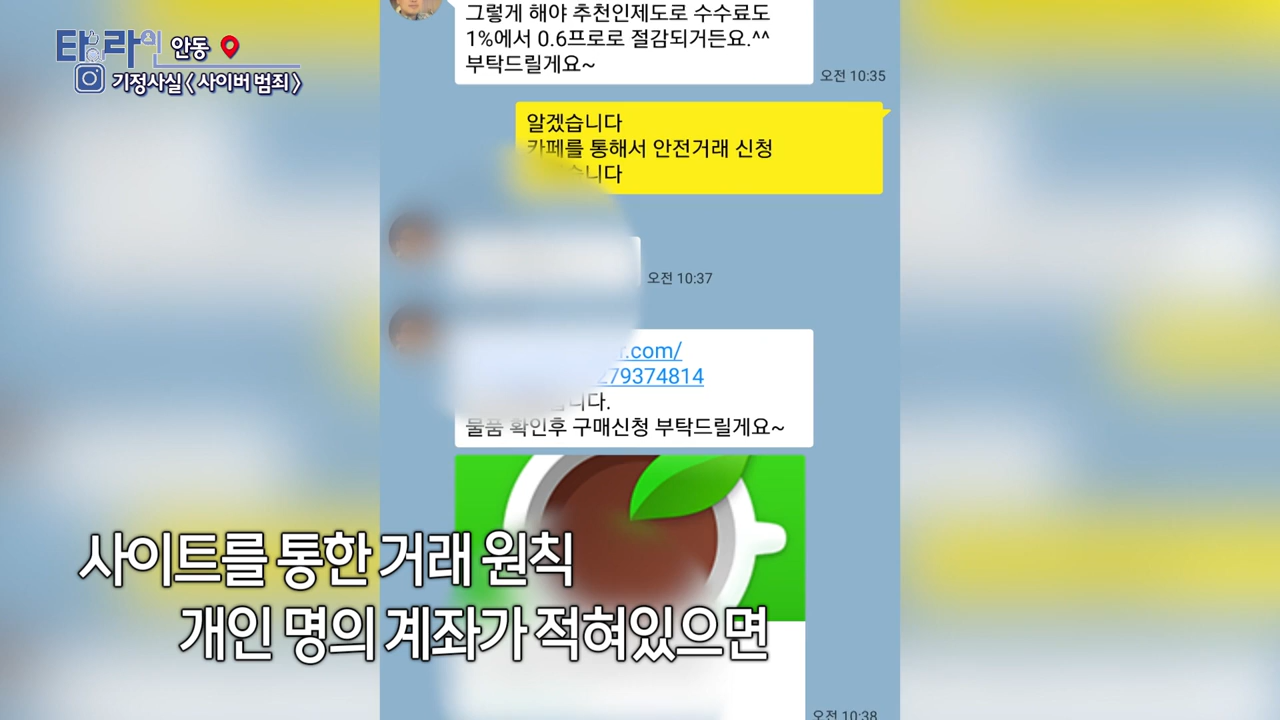 타라의 안동
기정사실 < 사이버 범죄 >
그렇게 해야 추천인제도로 수수료도
1%에서 0.6프로로 절감되거든요.^^
부탁드릴게요~
오전 10:35
알겠습니다
카페를 통해서 안전거래 신청
니다
오전 10:37
r.com/
279374814
니다.
물품 확인후 구매신청 부탁드릴게요~
사이트를 통한 거래 원칙
개인 명의 계좌가 적혀있으면
오전 10:38